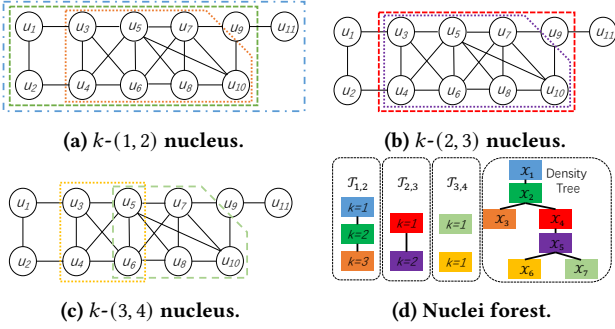 u1 u3 u5 u7 u9 u11
u2 u4 u6 u8 u10
(a) k-(1, 2) nucleus.
u1 u3 u5 u7 u9 u11
u2 u4 u6 u8 u10
(b) k-(2, 3) nucleus.
u1 u3 u5 u7 u9 u11
u2 u4 u6 u8 u10
(c) k-(3, 4) nucleus.
𝒯1,2 𝒯2,3 𝒯3,4 Density
Tree
k=1 k=1 k=1 𝒳1
k=2 𝒳2
k=3 k=2 k=1 𝒳3 𝒳4
𝒳5
𝒳6 𝒳7
(d) Nuclei forest.